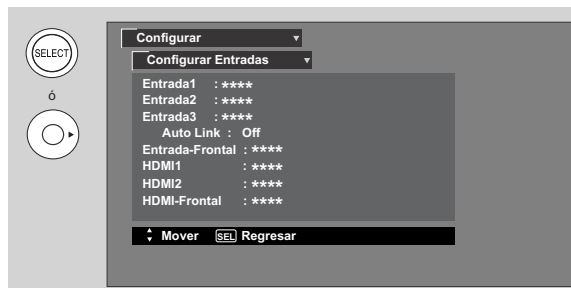 SELECT
ó
Configurar
Configurar Entradas
Entrada1 : ****
Entrada2 : ****
Entrada3 : ****
Auto Link : Off
Entrada-Frontal : ****
HDMI1 : ****
HDMI2 : ****
HDMI-Frontal : ****
Mover SEL Regresar